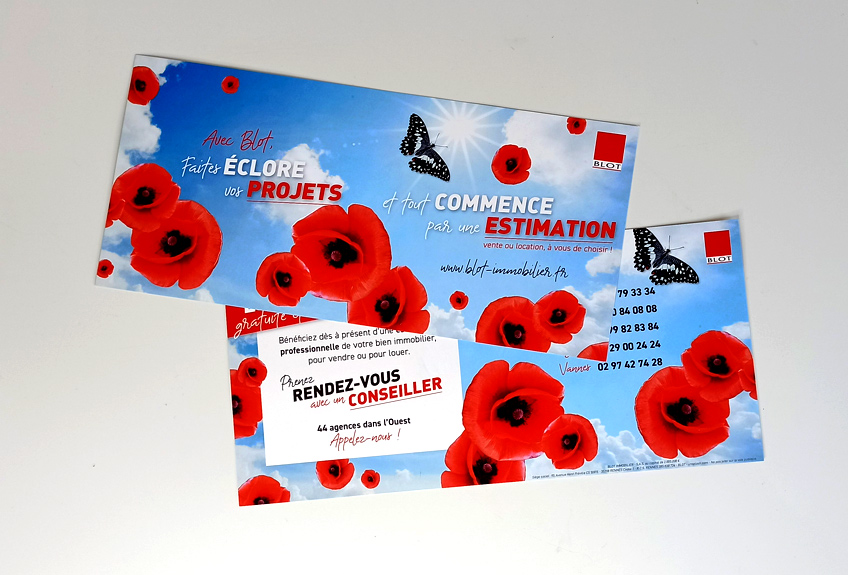 Avec Blot,
Faites ÉCLORE
vos PROJETS
et tout COMMENCE
par une ESTIMATION
vente ou location, à vous de choisir !
www.blot-immobilier.fr
BLOT
BLOT
79 33 34
84 08 08
99 82 83 84
29 00 24 24
Vannes 02 97 42 74 28
gratuite
Bénéficiez dès à présent d'une
professionnelle de votre bien immobilier,
pour vendre ou pour louer.
Prenez
RENDEZ-VOUS
avec un CONSEILLER
44 agences dans l'Ouest
Appelez-nous !